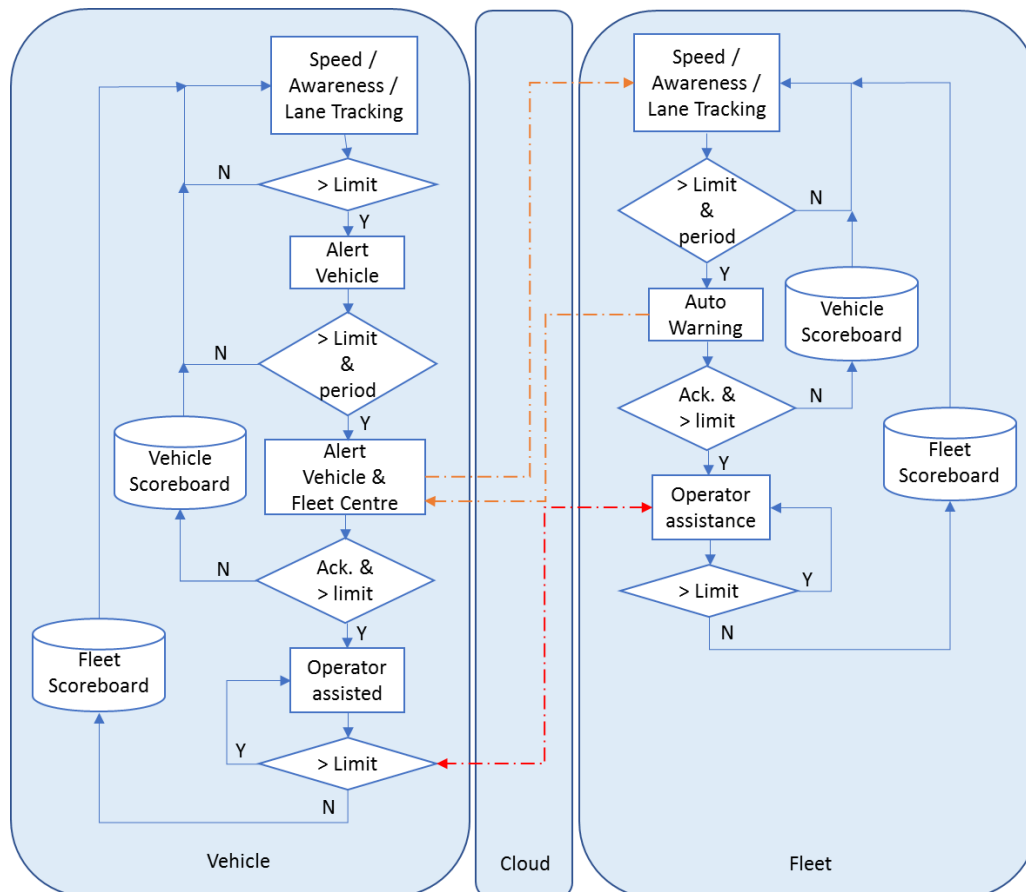 Speed /
Awareness /
Lane Tracking
N
> Limit
Y
Alert
Vehicle
N
> Limit
&
period
Y
Vehicle
Scoreboard
Alert
Vehicle &
Fleet Centre
N
Ack. &
> limit
Y
Fleet
Scoreboard
Operator
assisted
Y
> Limit
N
Vehicle
Cloud
Speed /
Awareness /
Lane Tracking
> Limit
&
period
N
Y
Auto
Warning
Vehicle
Scoreboard
Ack. &
> limit
N
Y
Fleet
Scoreboard
Operator
assistance
> Limit
Y
N
Fleet